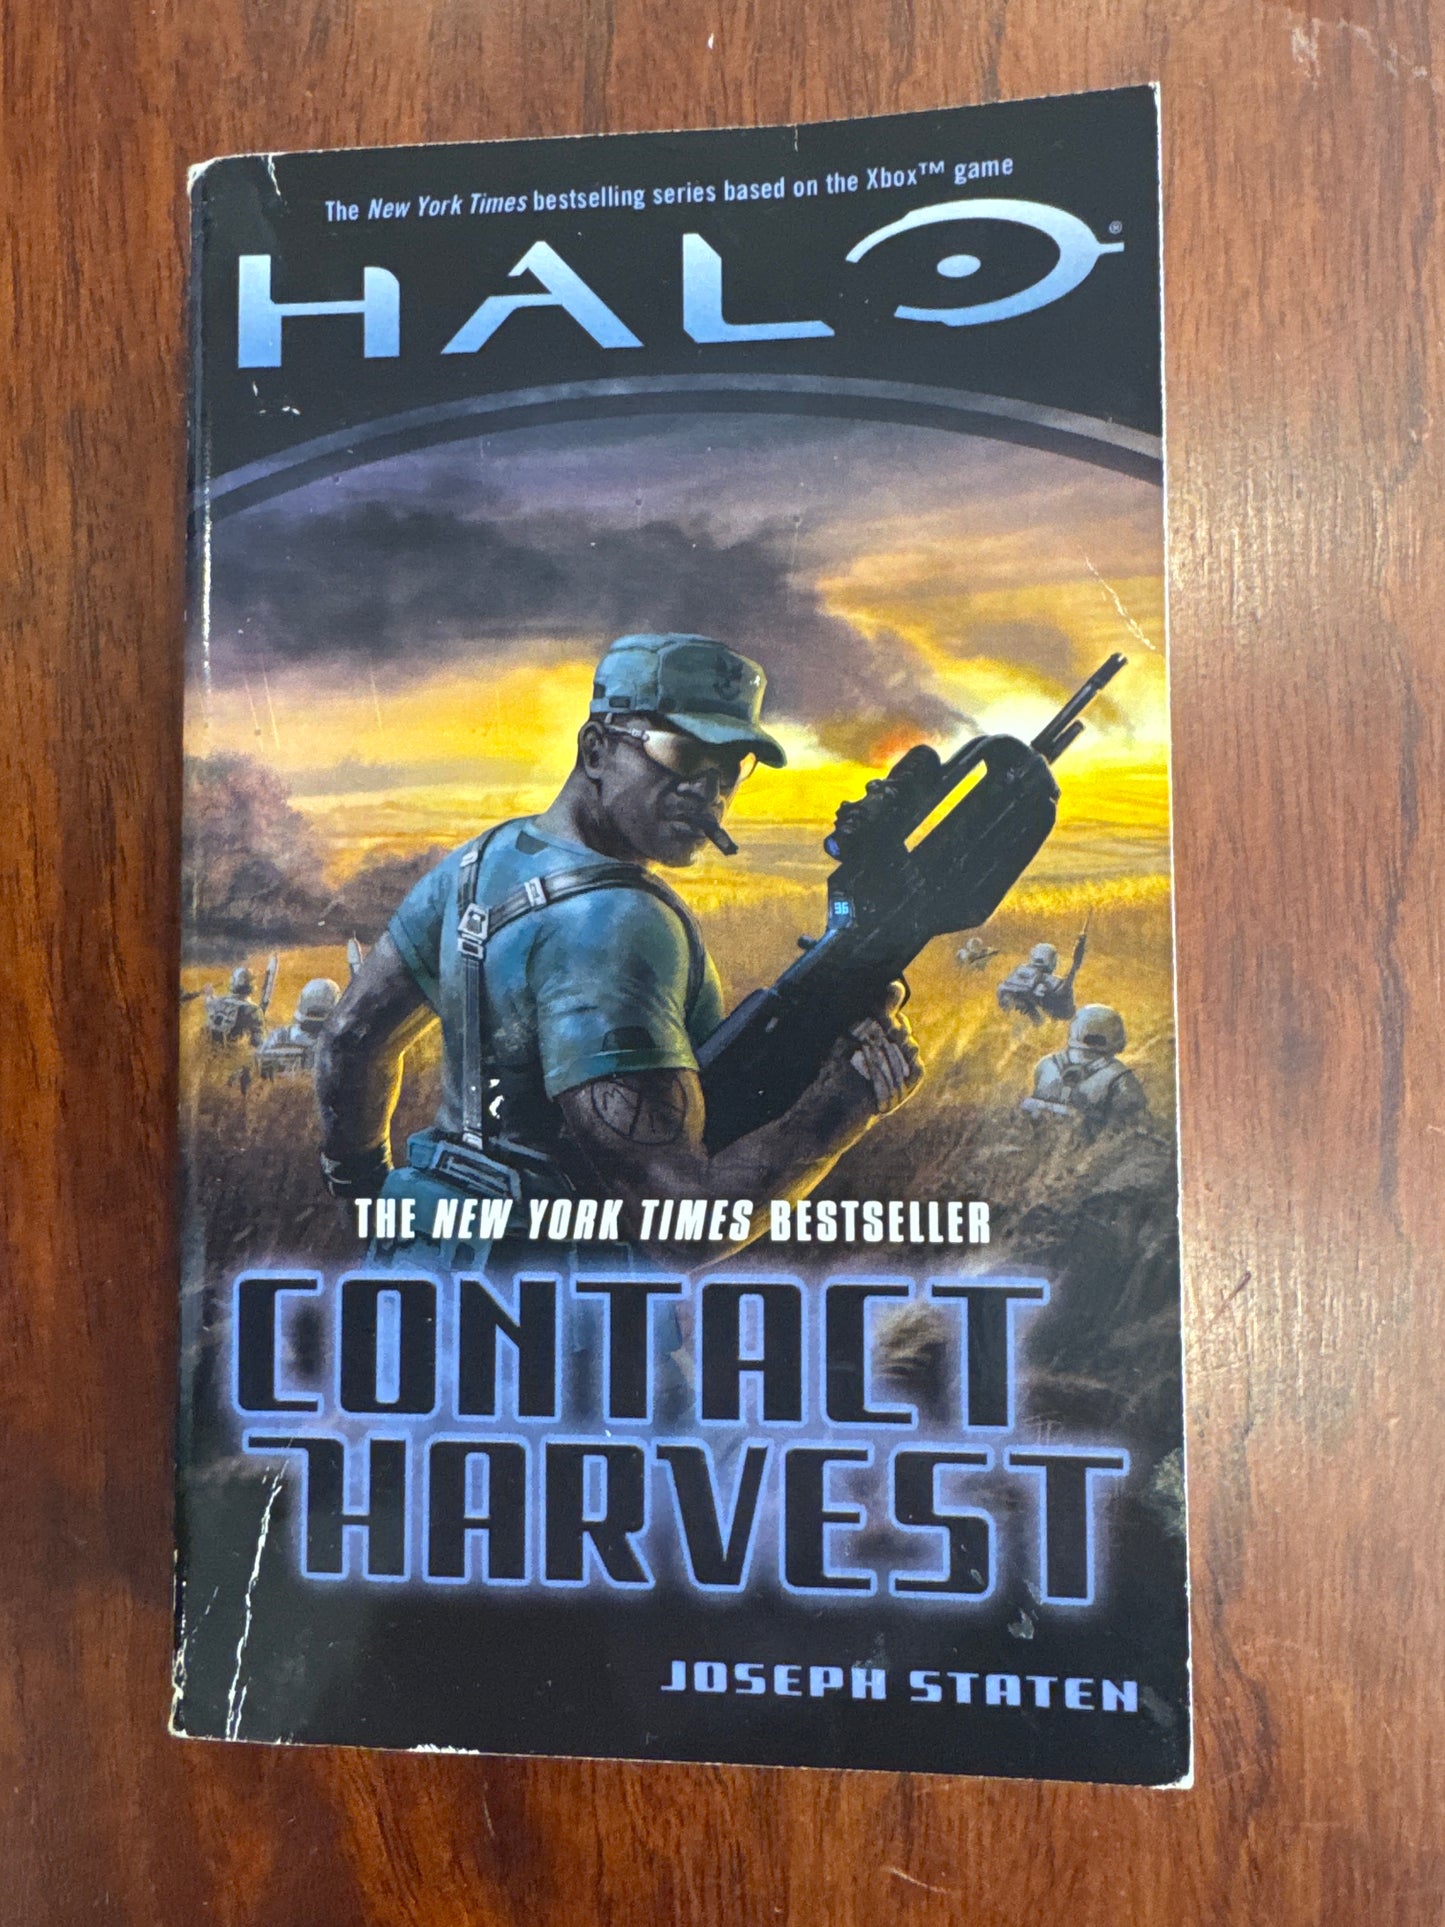 The New York Times bestselling series based on the Xbox™ game
HALO®
36
THE NEW YORK TIMES BESTSELLER
CONTACT
HARVEST
JOSEPH STATEN